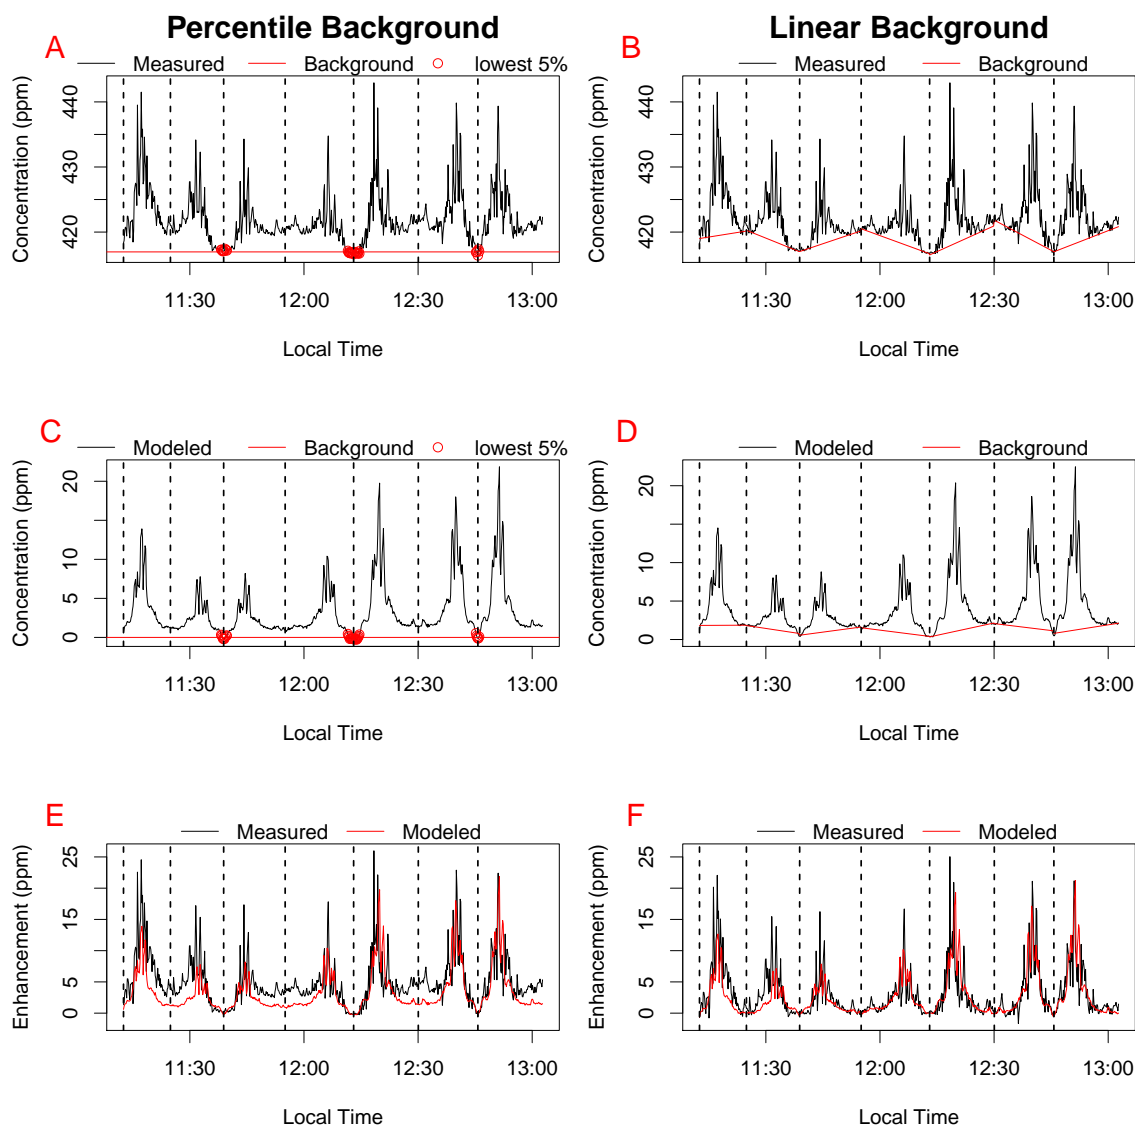 Percentile Background
Linear Background
A
Measured Background lowest 5%
Concentration (ppm)
440
430
420
11:30 12:00 12:30 13:00
Local Time
B
Measured Background
Concentration (ppm)
440
430
420
11:30 12:00 12:30 13:00
Local Time
C
Modeled Background lowest 5%
Concentration (ppm)
20
10
5
0
11:30 12:00 12:30 13:00
Local Time
D
Modeled Background
Concentration (ppm)
20
10
5
0
11:30 12:00 12:30 13:00
Local Time
E
Measured Modeled
Enhancement (ppm)
25
15
5
0
11:30 12:00 12:30 13:00
Local Time
F
Measured Modeled
Enhancement (ppm)
25
15
5
0
11:30 12:00 12:30 13:00
Local Time